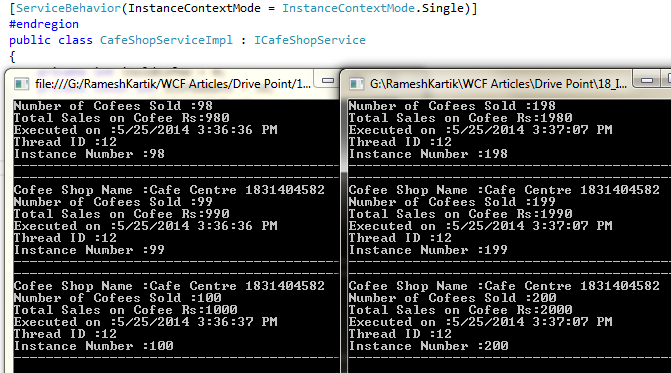 [ServiceBehavior(InstanceContextMode = InstanceContextMode.Single)]
#endregion
public class CafeShopServiceImpl : ICafeShopService
{
file:///G:/RameshKartik/WCF Articles/Drive Point/1...
Number of Cofees Sold :98
Total Sales on Cofee Rs:980
Executed on :5/25/2014 3:36:36 PM
Thread ID :12
Instance Number :98
Cofee Shop Name :Cafe Centre 1831404582
Number of Cofees Sold :99
Total Sales on Cofee Rs:990
Executed on :5/25/2014 3:36:36 PM
Thread ID :12
Instance Number :99
Cofee Shop Name :Cafe Centre 1831404582
Number of Cofees Sold :100
Total Sales on Cofee Rs:1000
Executed on :5/25/2014 3:36:37 PM
Thread ID :12
Instance Number :100
G:\RameshKartik\WCF Articles\Drive Point\18_I...
Number of Cofees Sold :198
Total Sales on Cofee Rs:1980
Executed on :5/25/2014 3:37:07 PM
Thread ID :12
Instance Number :198
Cofee Shop Name :Cafe Centre 1831404582
Number of Cofees Sold :199
Total Sales on Cofee Rs:1990
Executed on :5/25/2014 3:37:07 PM
Thread ID :12
Instance Number :199
Cofee Shop Name :Cafe Centre 1831404582
Number of Cofees Sold :200
Total Sales on Cofee Rs:2000
Executed on :5/25/2014 3:37:07 PM
Thread ID :12
Instance Number :200